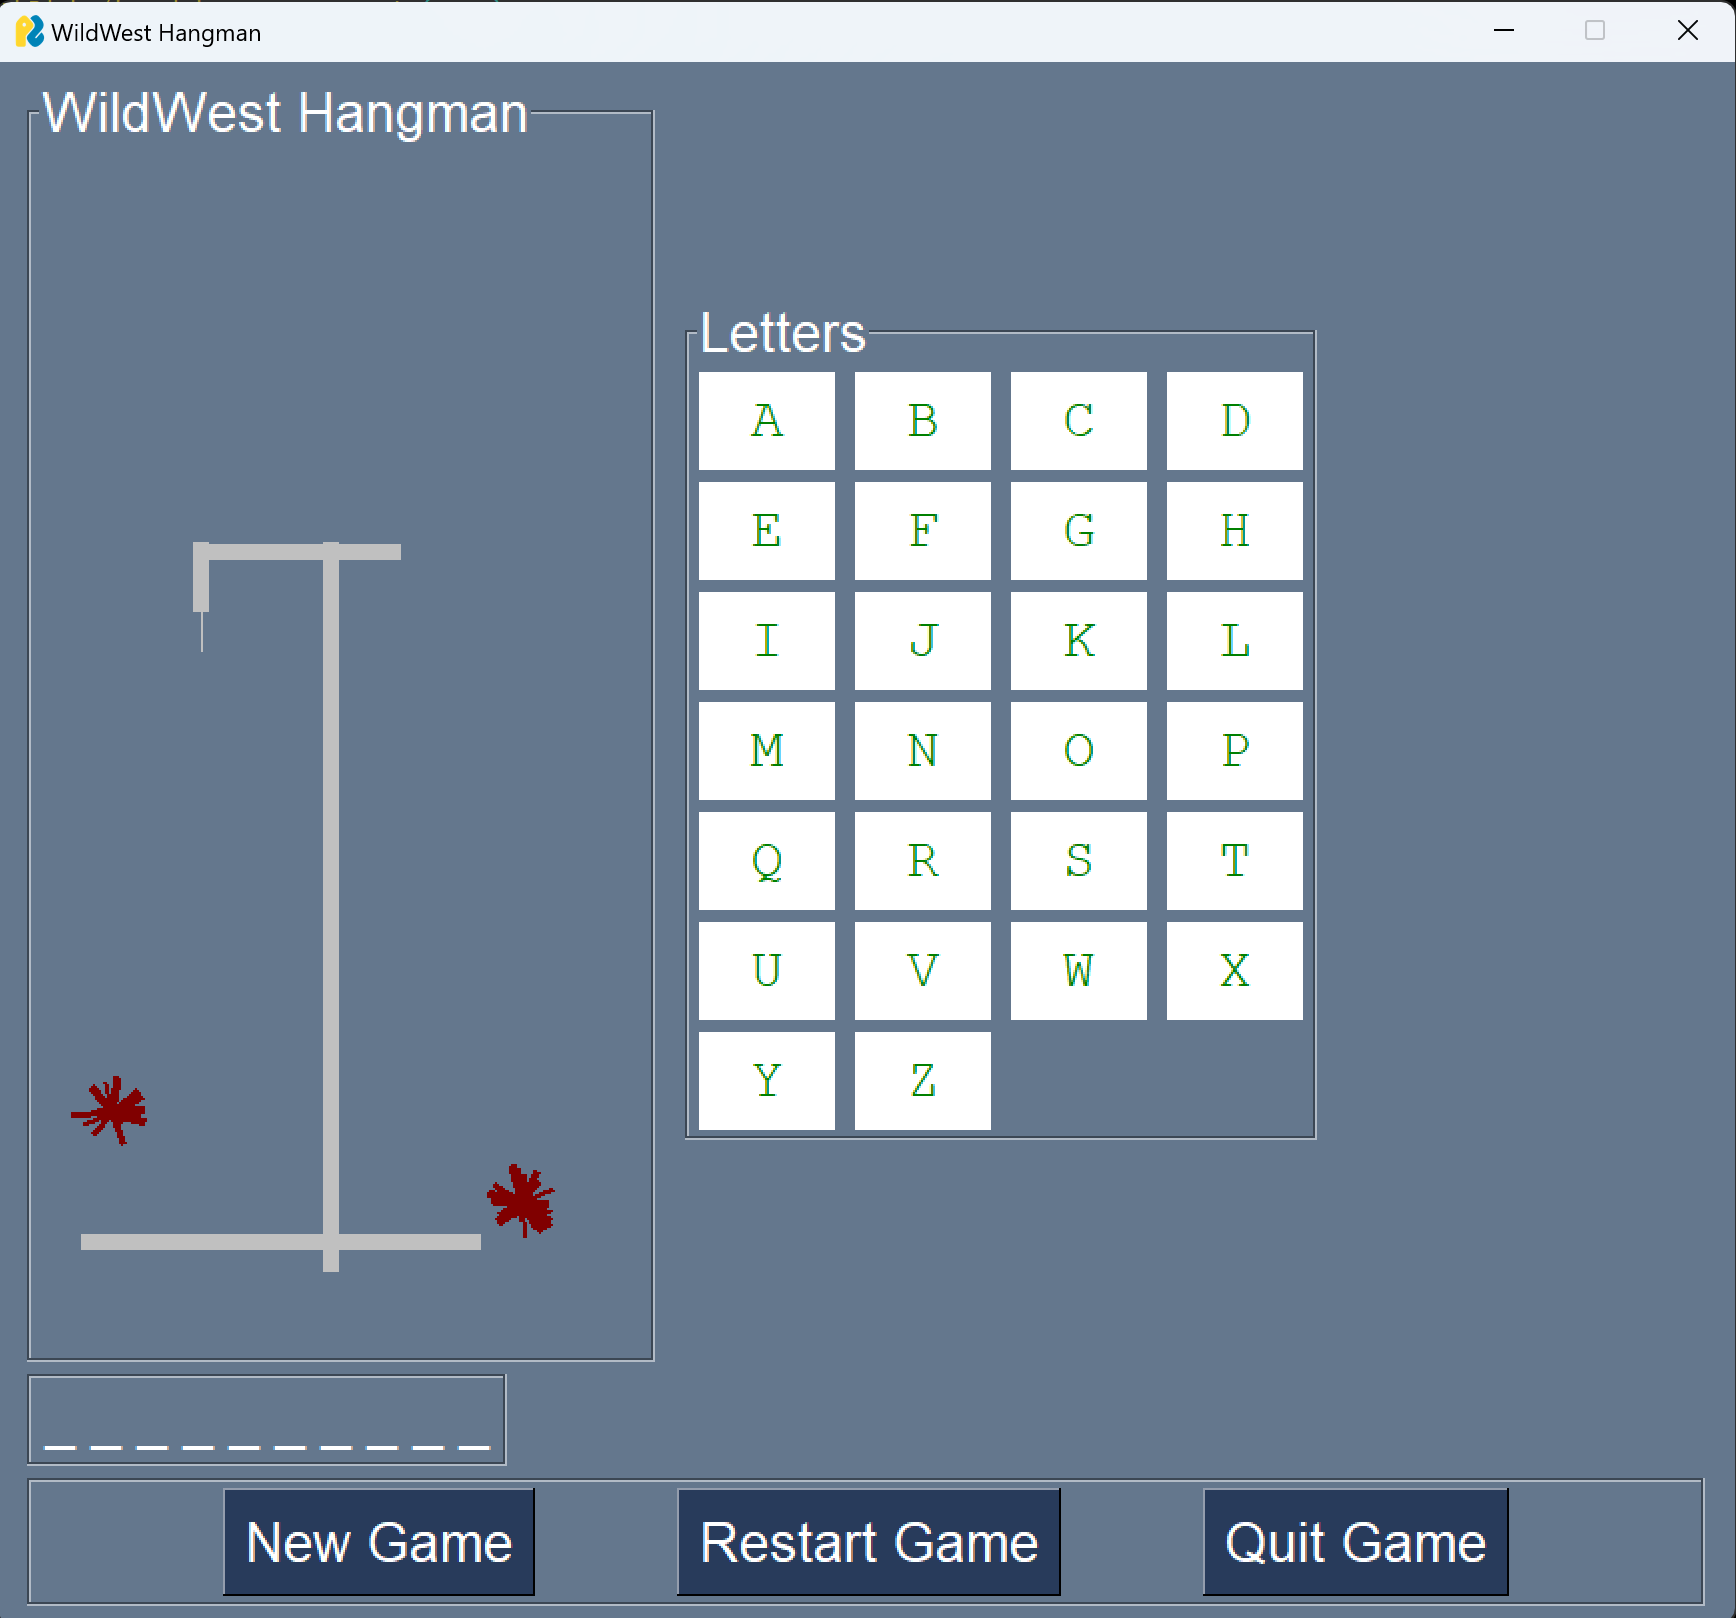 WildWest Hangman
WildWest Hangman
Letters
A B C D
E F G H
I J K L
M N O P
Q R S T
U V W X
Y Z
_ _ _ _ _ _ _ _ _ _
New Game Restart Game Quit Game